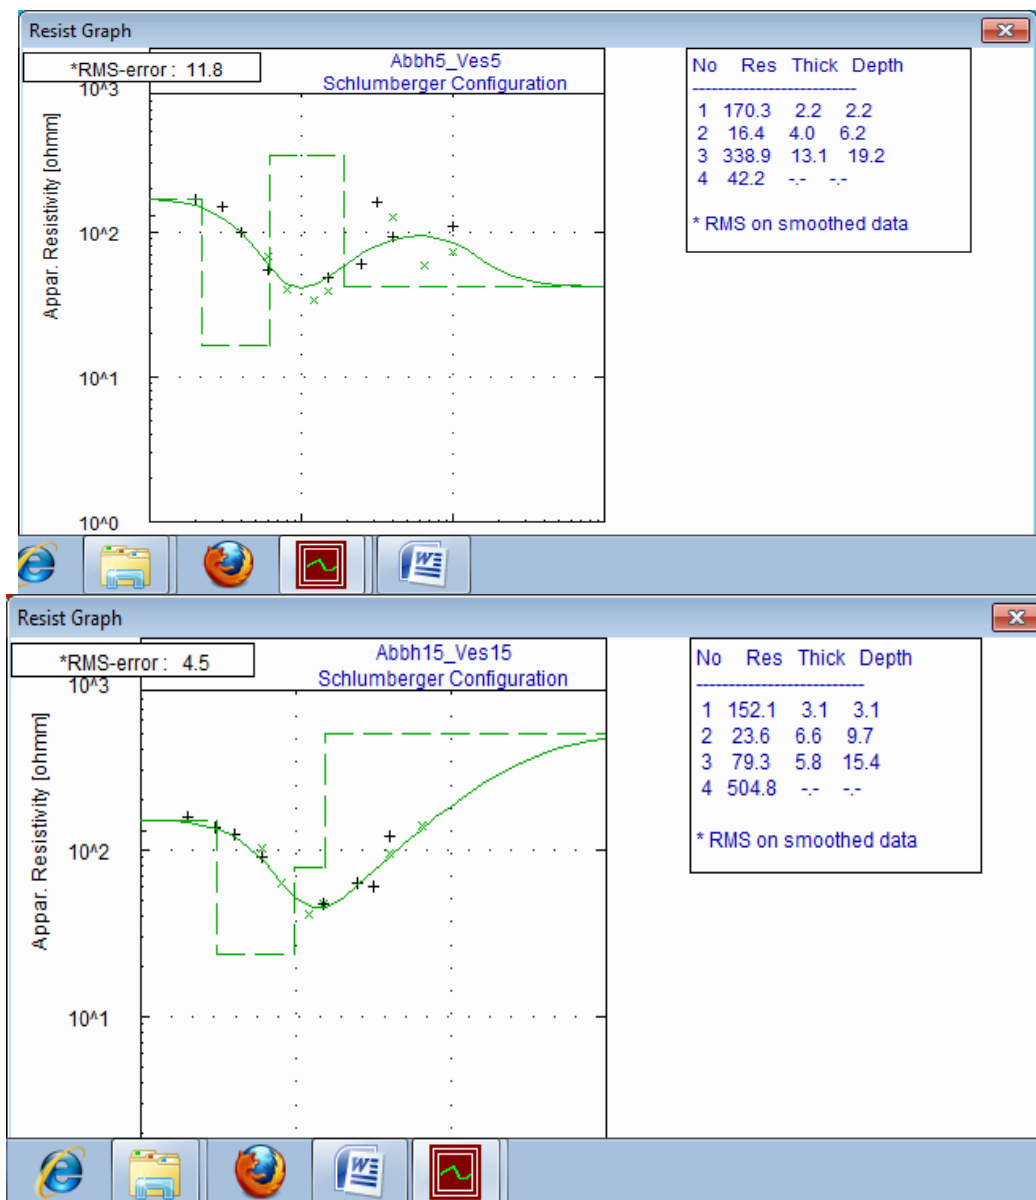 Resist Graph
*RMS-error : 11.8
Abbh5_Ves5
Schlumberger Configuration
10^3
Appar. Resistivity [ohmm]
10^2
10^1
10^0
No Res Thick Depth
1 170.3 2.2 2.2
2 16.4 4.0 6.2
3 338.9 13.1 19.2
4 42.2 -.- -.-
* RMS on smoothed data
W
Resist Graph
*RMS-error : 4.5
Abbh15_Ves15
Schlumberger Configuration
10^3
Appar. Resistivity [ohmm]
10^2
10^1
No Res Thick Depth
1 152.1 3.1 3.1
2 23.6 6.6 9.7
3 79.3 5.8 15.4
4 504.8 -.- -.-
* RMS on smoothed data
W